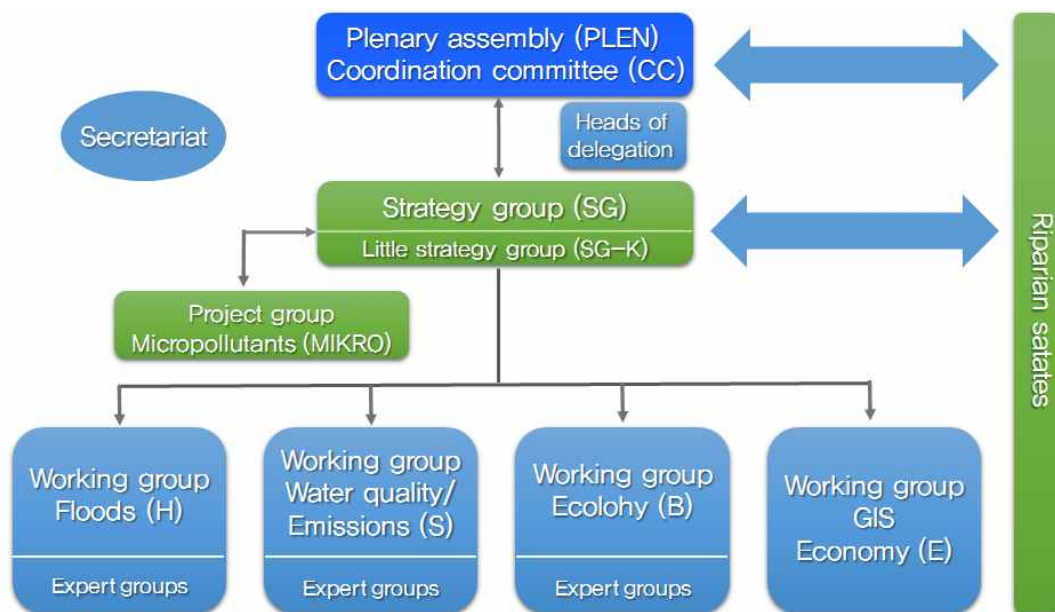 Plenary assembly (PLEN)
Coordination committee (CC)
Secretariat
Heads of
delegation
Strategy group (SG)
Little strategy group (SG-K)
Project group
Micropollutants (MIKRO)
Working group
Floods (H)
Expert groups
Working group
Water quality/
Emissions (S)
Expert groups
Working group
Ecolohy (B)
Expert groups
Working group
GIS
Economy (E)
Riparian satates